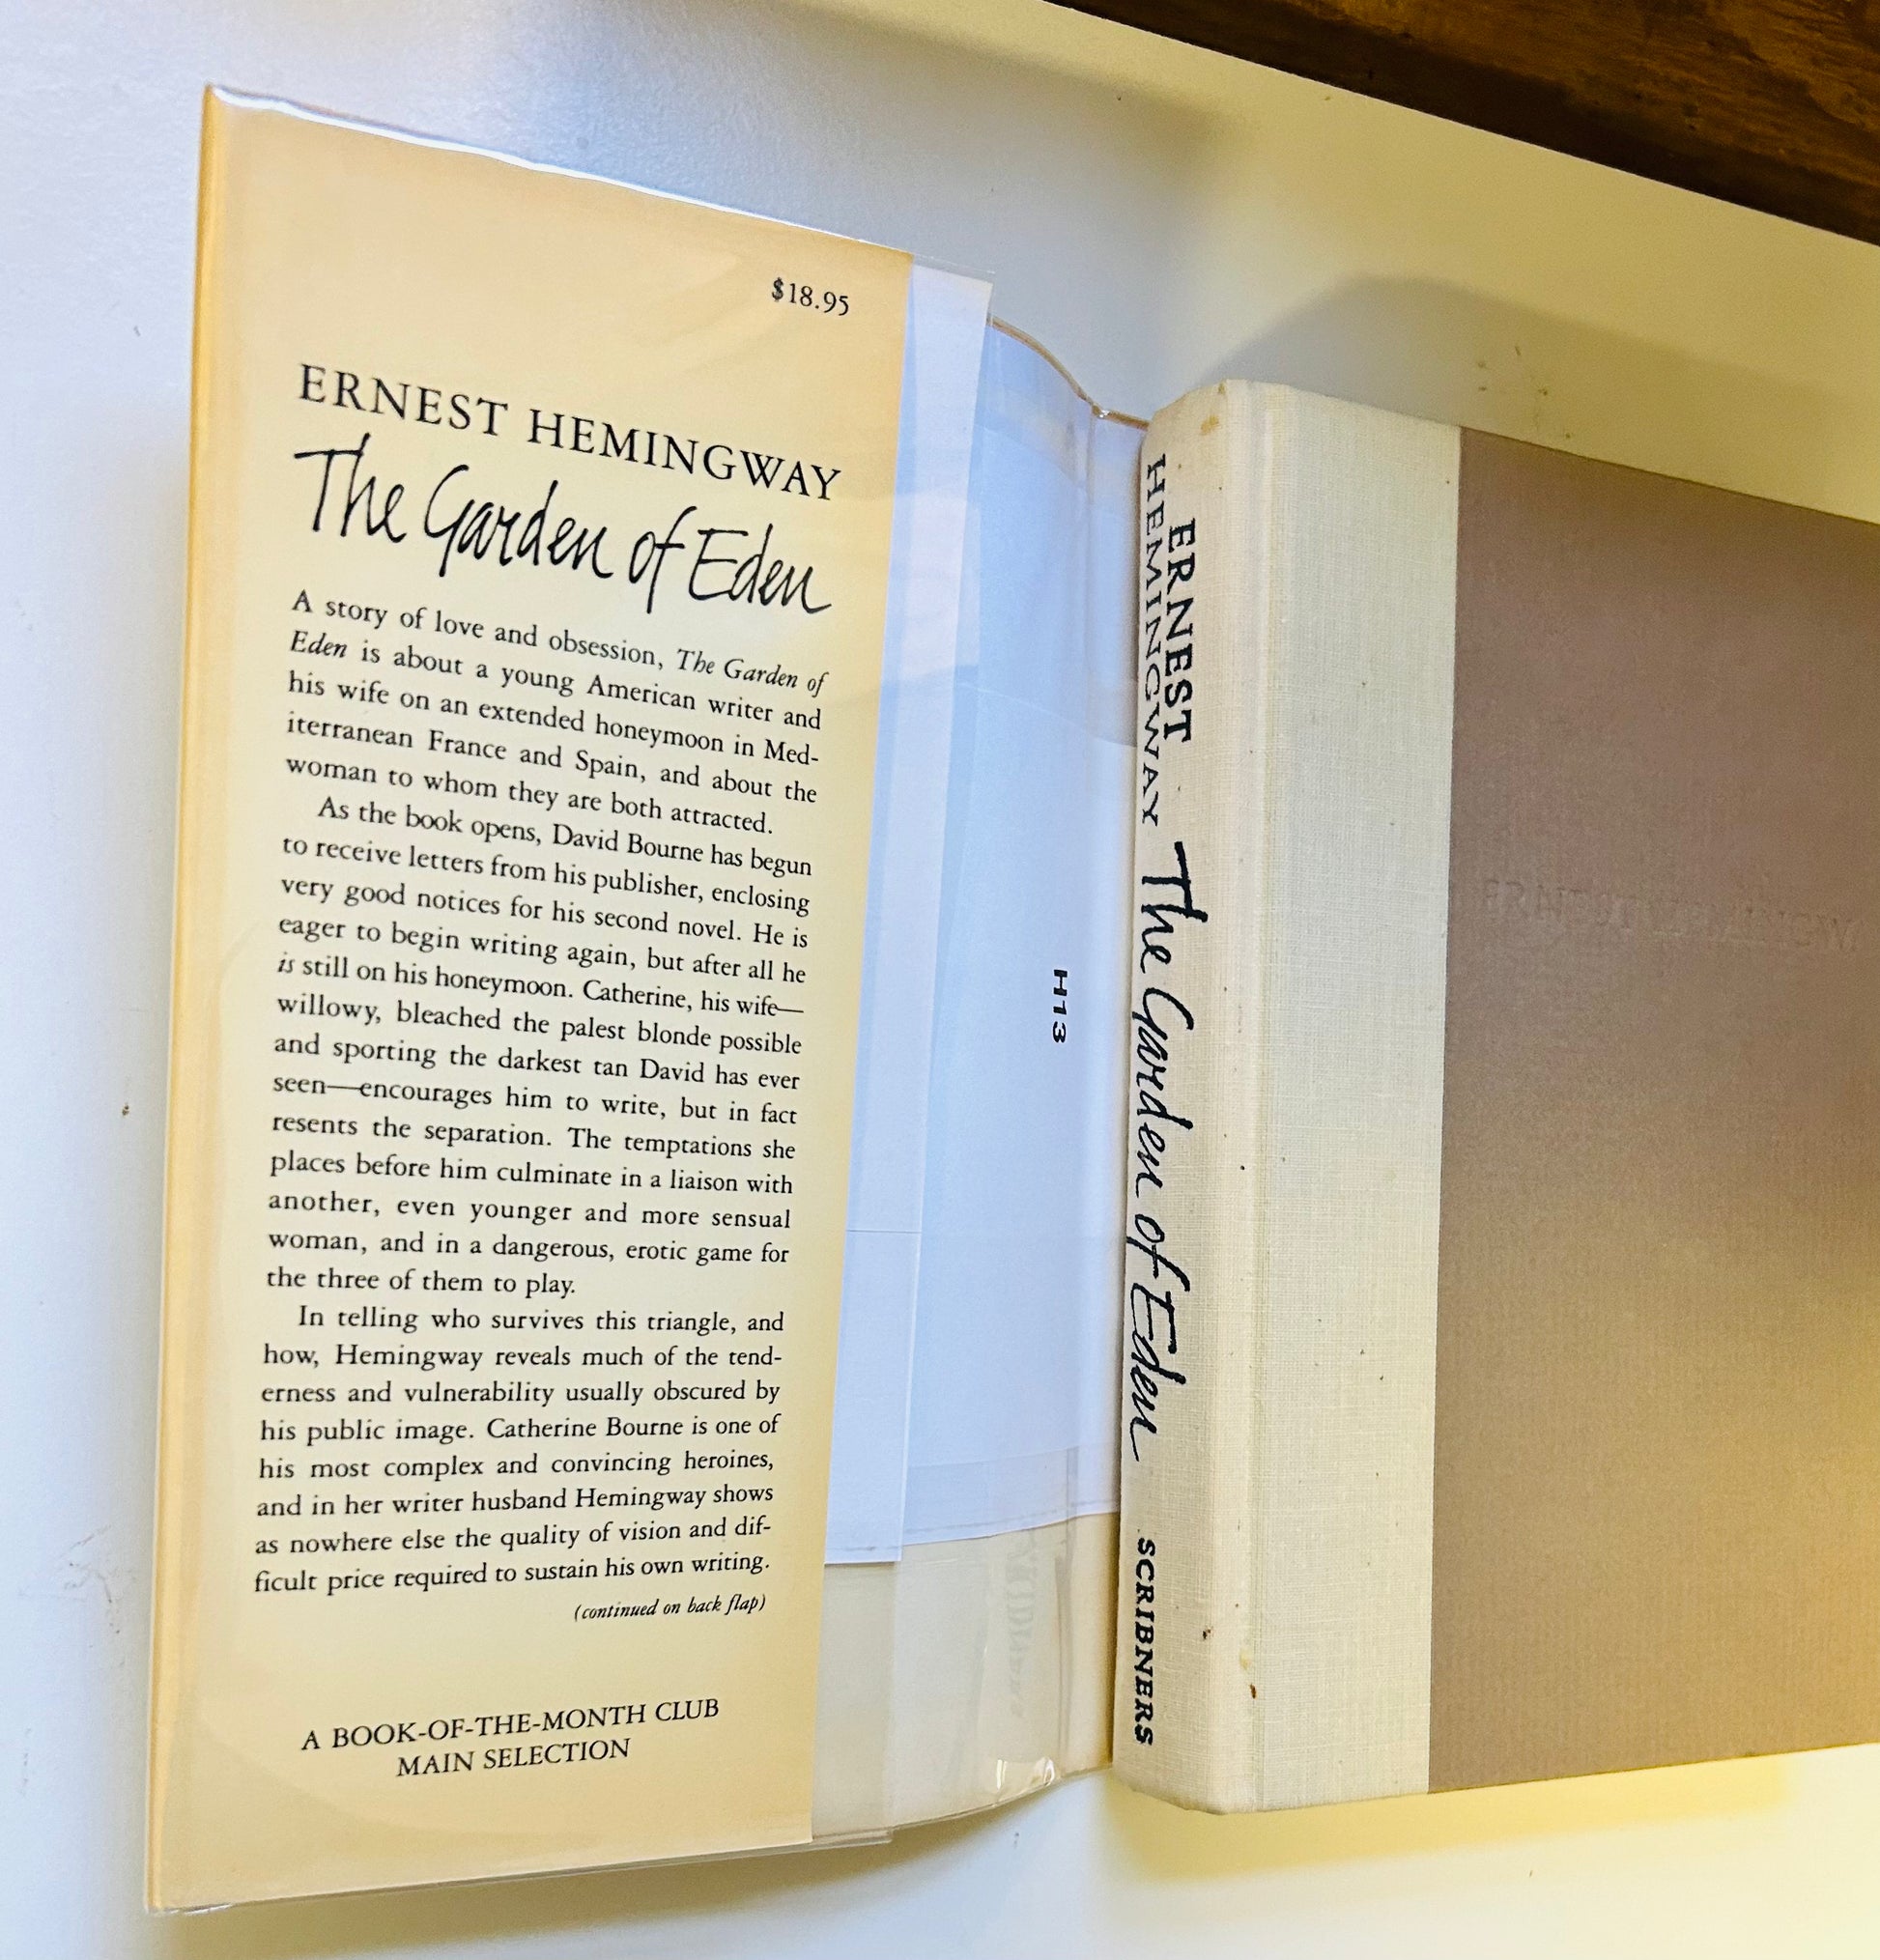 $18.95
ERNEST HEMINGWAY
The Garden of Eden
A story of love and obsession, The Garden of
Eden is about a young American writer and
his wife on an extended honeymoon in Med-
iterranean France and Spain, and about the
woman to whom they are both attracted.
As the book opens, David Bourne has begun
to receive letters from his publisher, enclosing
very good notices for his second novel. He is
eager to begin writing again, but after all he
is still on his honeymoon. Catherine, his wife—
willowy, bleached the palest blonde possible
and sporting the darkest tan David has ever
seen—encourages him to write, but in fact
resents the separation. The temptations she
places before him culminate in a liaison with
another, even younger and more sensual
woman, and in a dangerous, erotic game for
the three of them to play.
In telling who survives this triangle, and
how, Hemingway reveals much of the tend-
erness and vulnerability usually obscured by
his public image. Catherine Bourne is one of
his most complex and convincing heroines,
and in her writer husband Hemingway shows
as nowhere else the quality of vision and dif-
ficult price required to sustain his own writing.
(continued on back flap)
A BOOK-OF-THE-MONTH CLUB
MAIN SELECTION
H13
ERNEST
HEMINGWAY
The Garden of Eden
SCRIBNERS